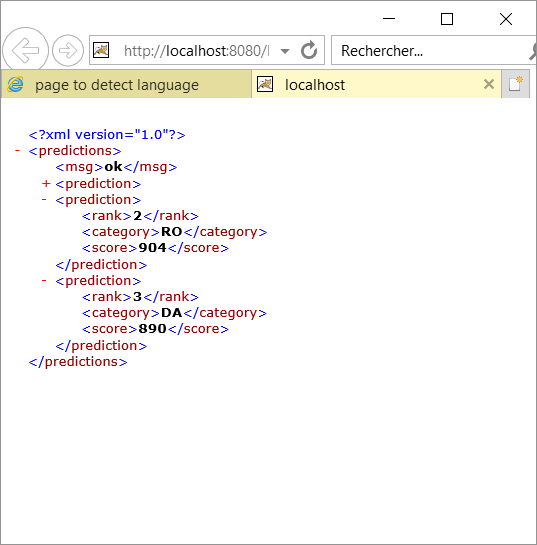 http://localhost:8080/
Rechercher...
page to detect language
localhost
<?xml version="1.0"?>
- <predictions>
<msg>ok</msg>
+ <prediction>
- <prediction>
<rank>2</rank>
<category>RO</category>
<score>904</score>
</prediction>
- <prediction>
<rank>3</rank>
<category>DA</category>
<score>890</score>
</prediction>
</predictions>